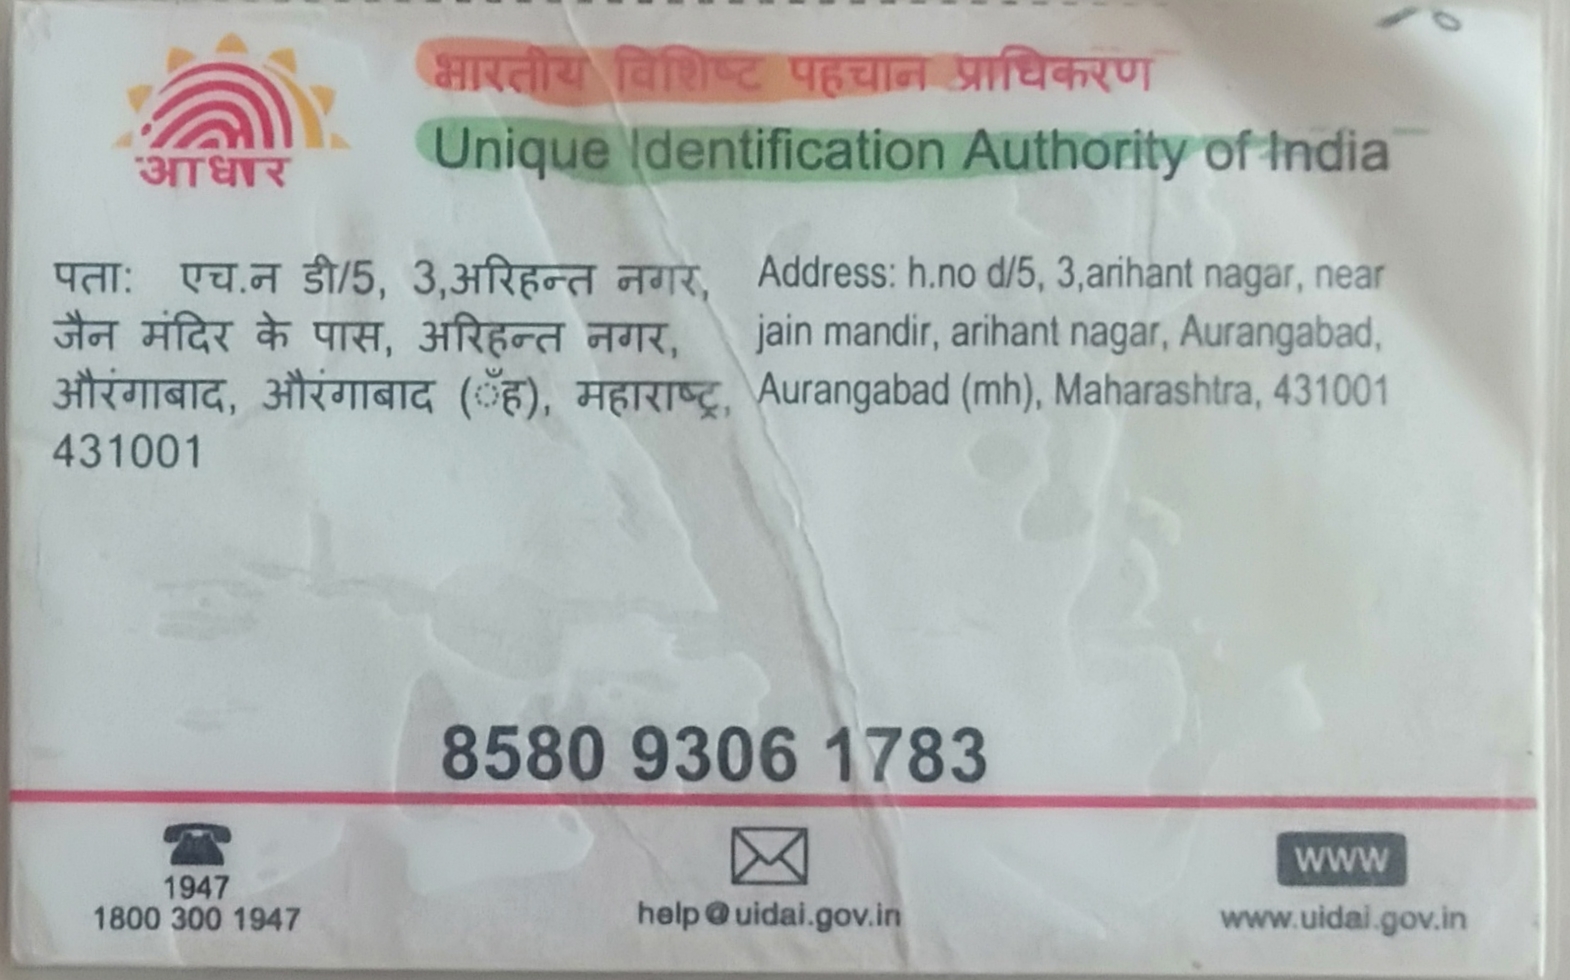 आधार
भारतीय विशिष्ट पहचान प्राधिकरण
Unique Identification Authority of India
पता: एच.न डी/5, 3,अरिहन्त नगर,
जैन मंदिर के पास, अरिहन्त नगर,
औरंगाबाद, औरंगाबाद (ँह), महाराष्ट्र,
431001
Address: h.no d/5, 3,arihant nagar, near
jain mandir, arihant nagar, Aurangabad,
Aurangabad (mh), Maharashtra, 431001
8580 9306 1783
1947
1800 300 1947
help@uidai.gov.in
www
www.uidai.gov.in